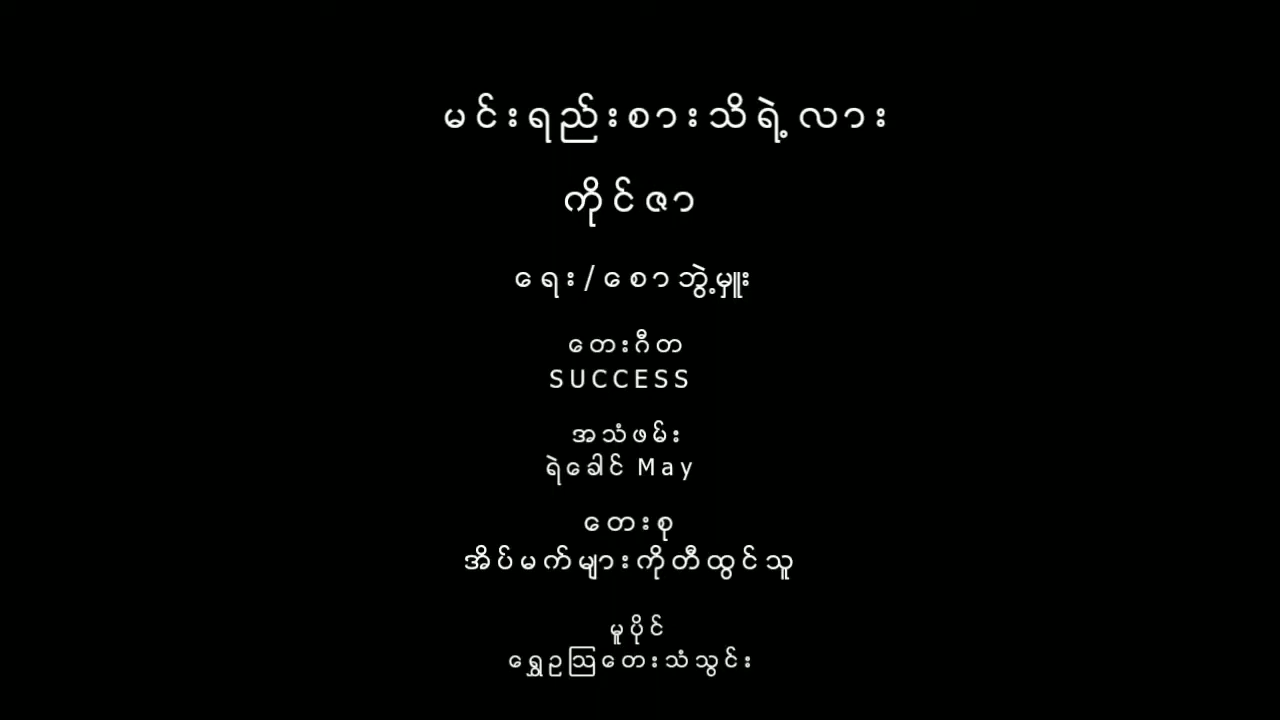 မင်းရည်းစားသိရဲ့လား
ကိုင်ဇာ
ရေး/စောဘွဲ့မှူး
တေးဂီတ
SUCCESS
အသံဖမ်း
ရဲခေါင် May
တေးစု
အိပ်မက်များကိုတီထွင်သူ
မူပိုင်
ရွှေဥဩတေးသံသွင်း